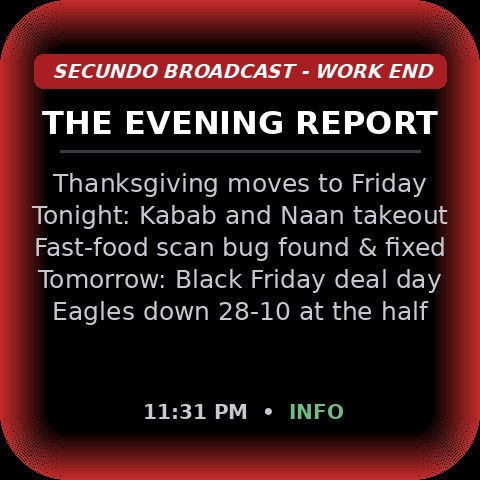 SECUNDO BROADCAST - WORK END
THE EVENING REPORT
Thanksgiving moves to Friday
Tonight: Kabab and Naan takeout
Fast-food scan bug found & fixed
Tomorrow: Black Friday deal day
Eagles down 28-10 at the half
11:31 PM • INFO